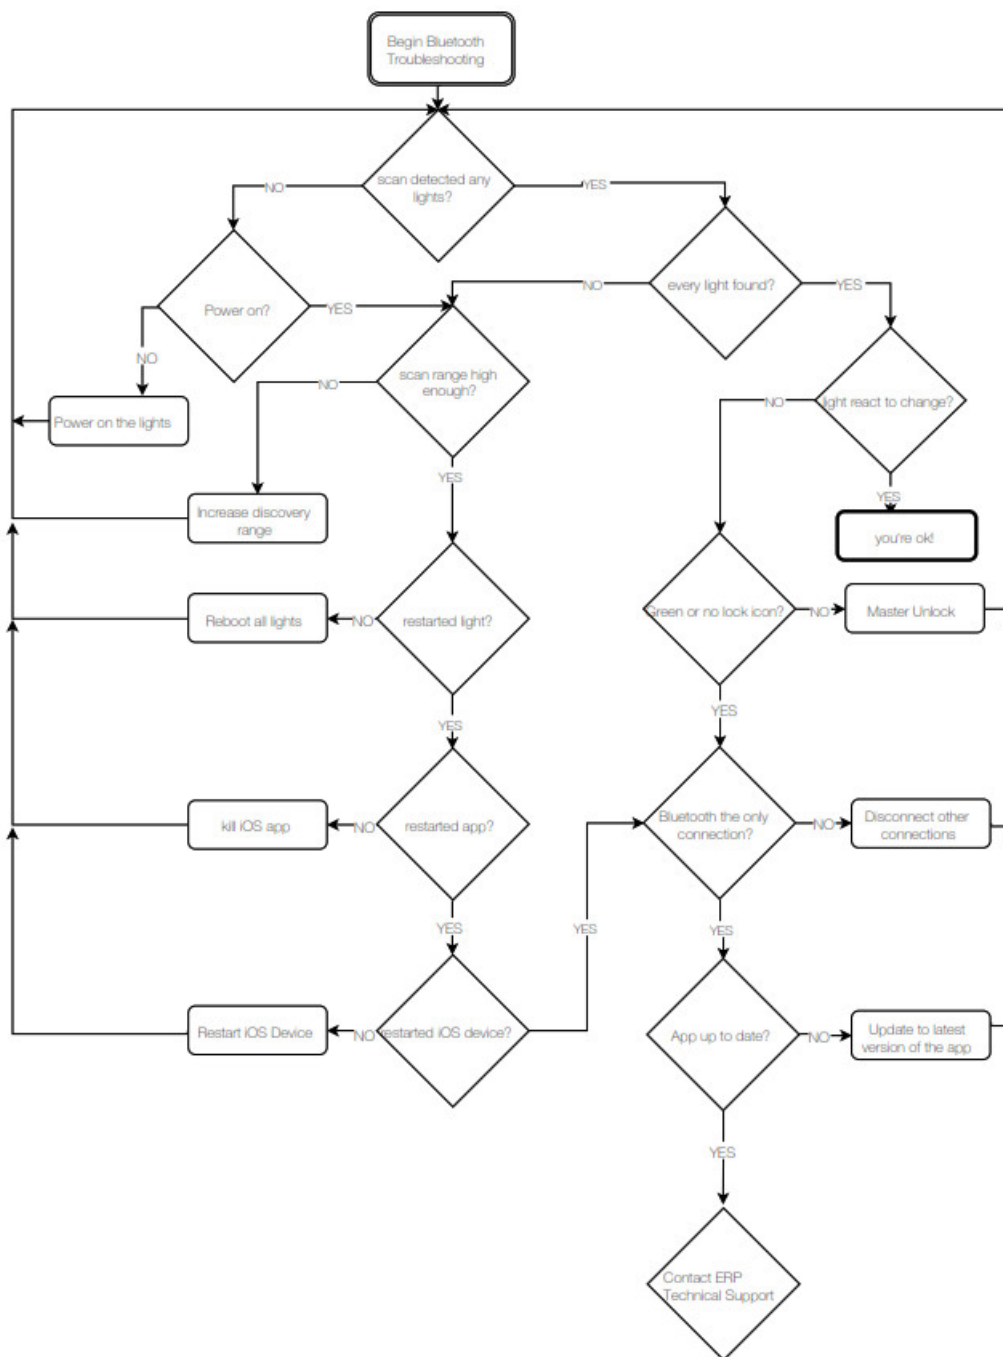 Begin Bluetooth
Troubleshooting
scan detected any
lights?
NO
YES
every light found?
NO
YES
Power on?
YES
NO
scan range high
enough?
NO
light react to change?
NO
Power on the lights
YES
YES
Increase discovery
range
you're ok!
Reboot all lights
NO
restarted light?
Green or no lock icon?
NO
Master Unlock
YES
YES
kill iOS app
NO
restarted app?
Bluetooth the only
connection?
NO
Disconnect other
connections
YES
YES
YES
Restart iOS Device
NO
restarted iOS device?
App up to date?
NO
Update to latest
version of the app
YES
Contact ERP
Technical Support